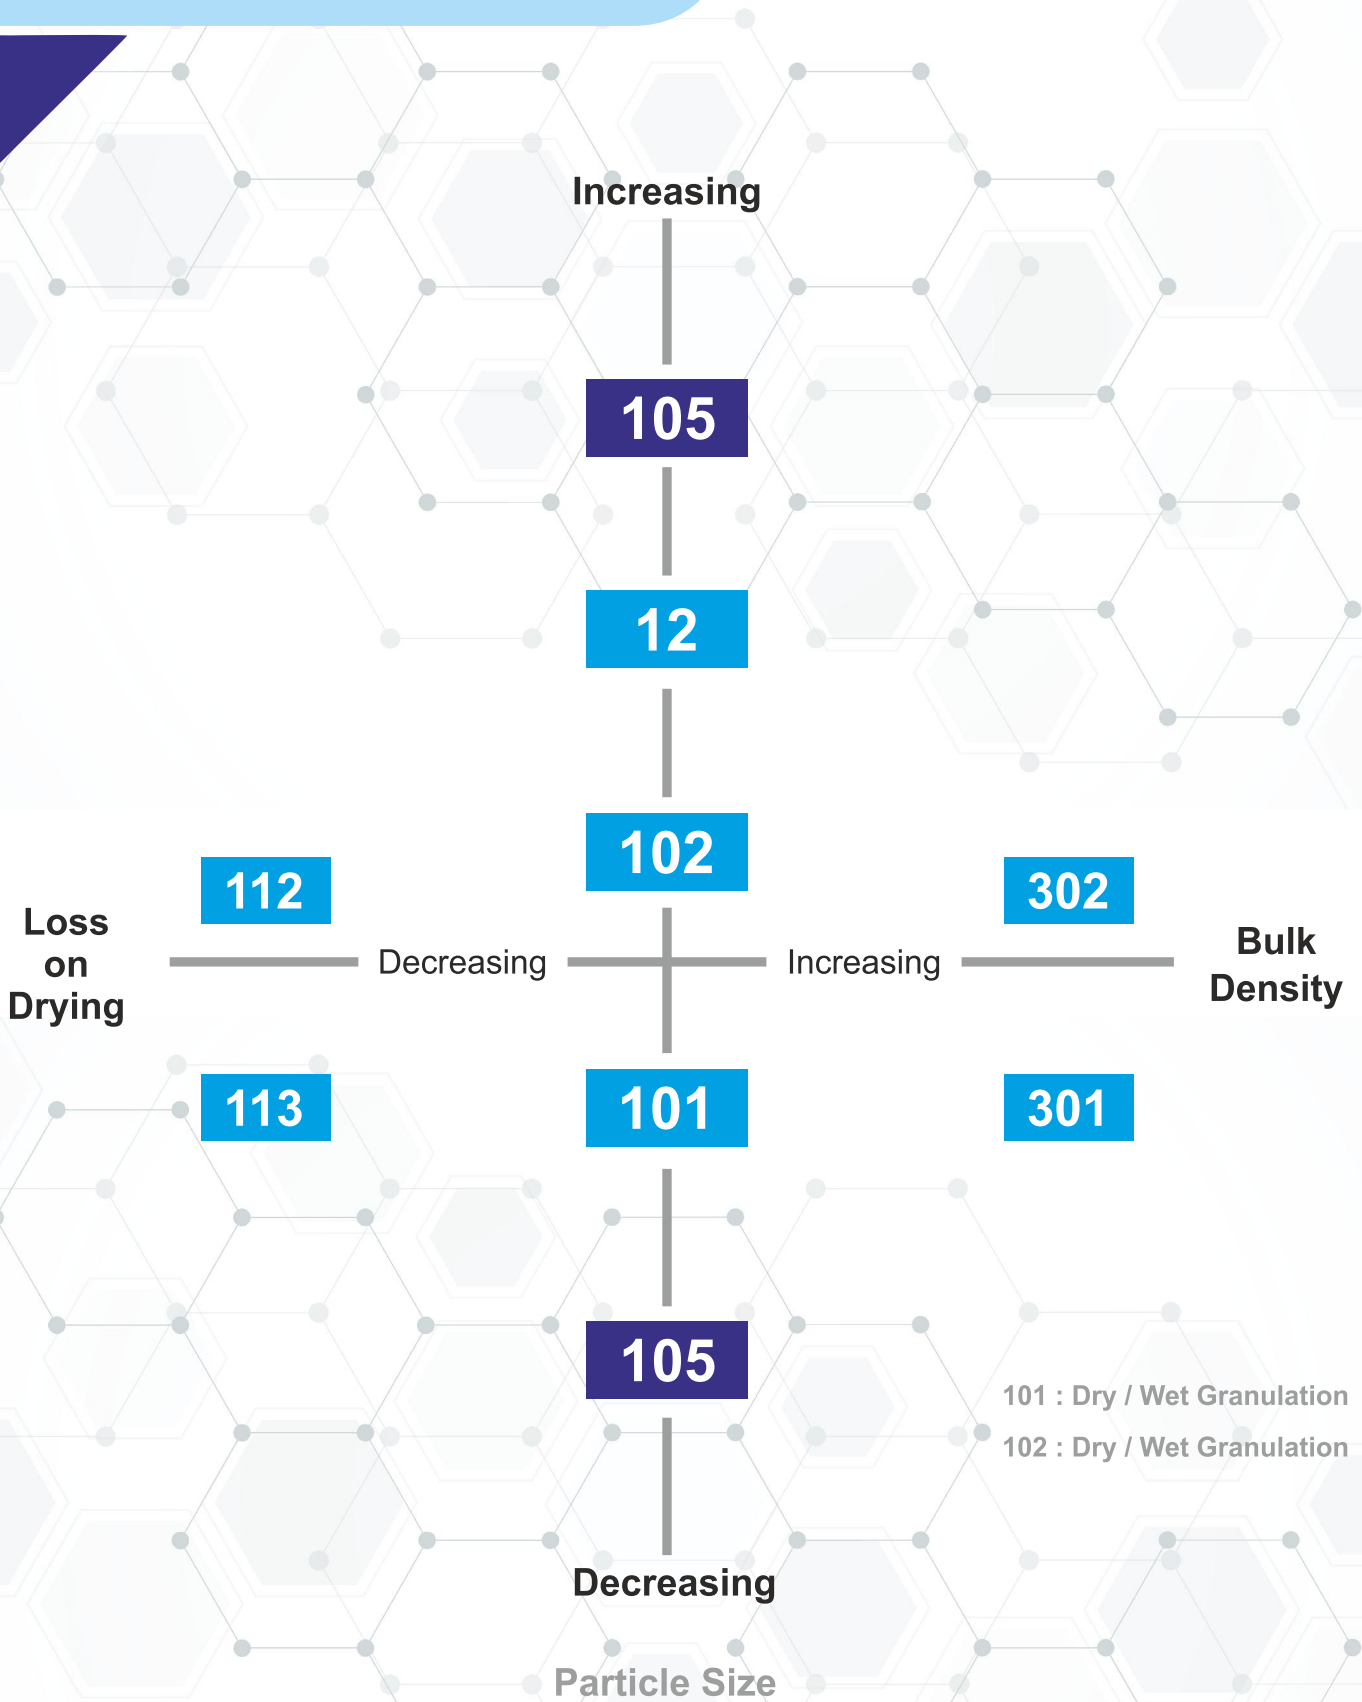 Increasing
105
12
102
112
302
Loss
on
Drying
Decreasing
Increasing
Bulk
Density
113
101
301
105
101 : Dry / Wet Granulation
102 : Dry / Wet Granulation
Decreasing
Particle Size